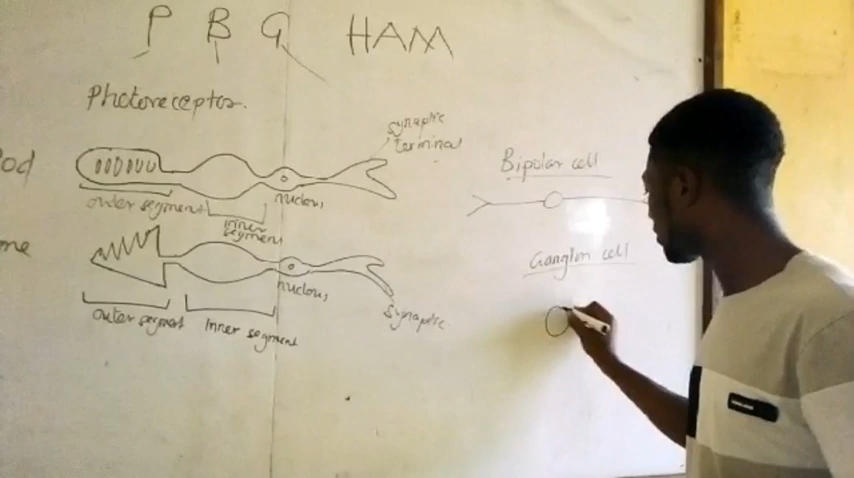 P B G HAM
Photoreceptor.
synaptic
terminal
Bipolar cell
od
outer segment
nucleus
inner
segment
Ganglion cell
ne
nucleus
outer segment
inner segment
synaptic.